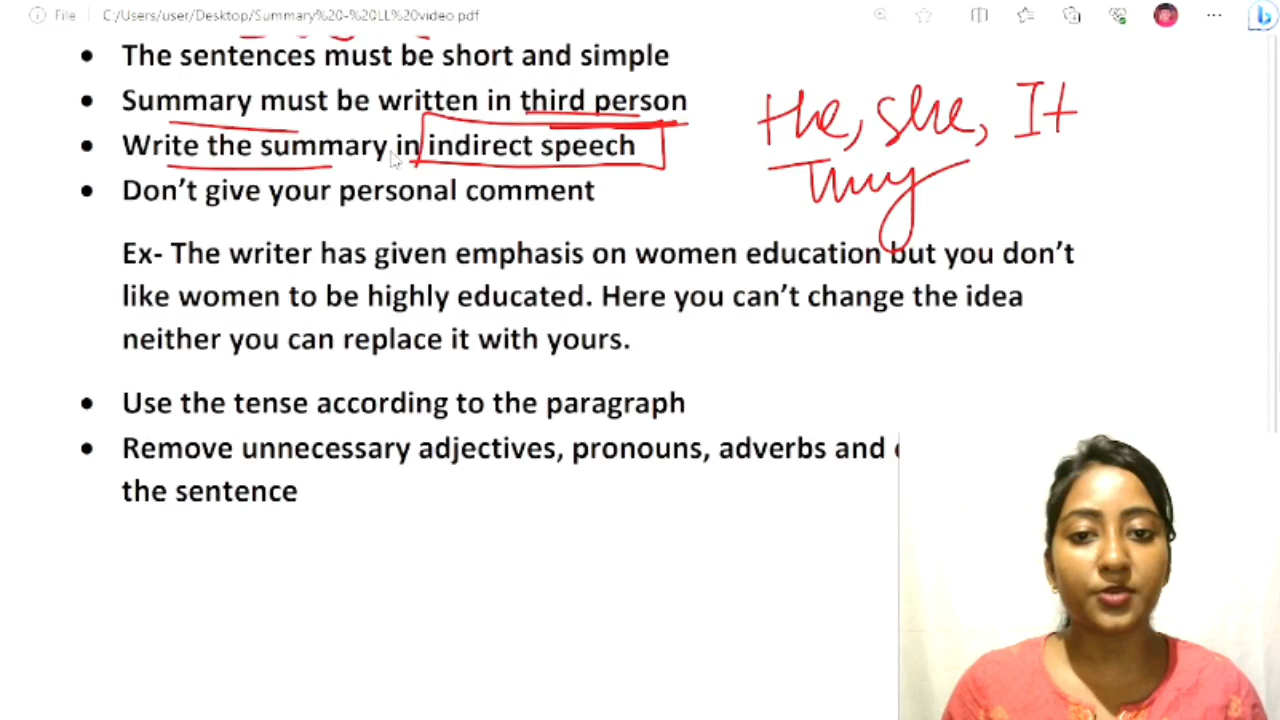 File
C:/Users/user/Desktop/Summary%20-%20LL%20video.pdf
• The sentences must be short and simple
• Summary must be written in third person
He, she, It
They
• Write the summary in indirect speech
• Don't give your personal comment
Ex- The writer has given emphasis on women education but you don't
like women to be highly educated. Here you can't change the idea
neither you can replace it with yours.
• Use the tense according to the paragraph
• Remove unnecessary adjectives, pronouns, adverbs and
the sentence